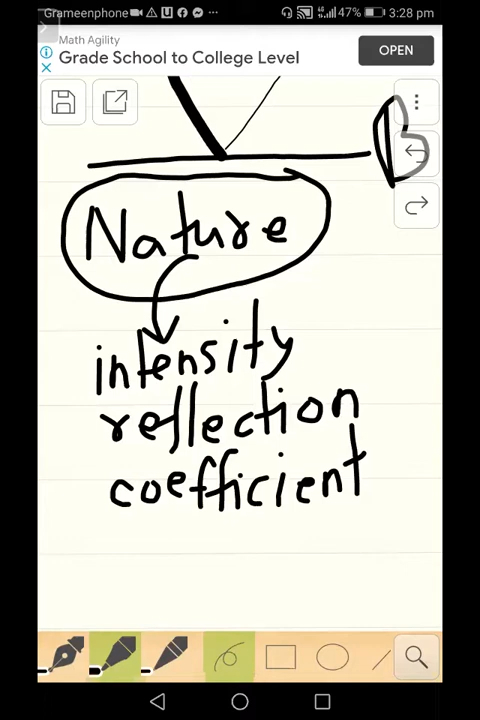 Grameenphone 47% 3:28 pm
Math Agility
Grade School to College Level
OPEN
B
Nature
intensity
reflection
coefficient